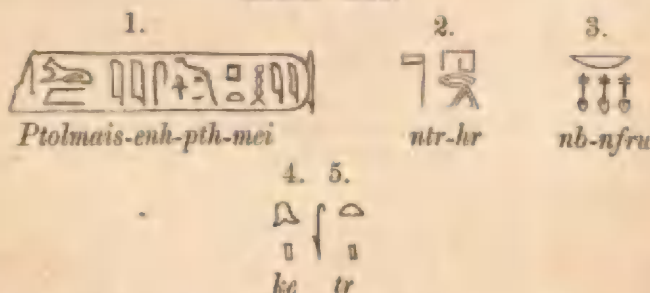 1. 2. 3.
Ptolmais-enh-pth-mei ntr-hr nb-nfru
4. 5.
ke tr